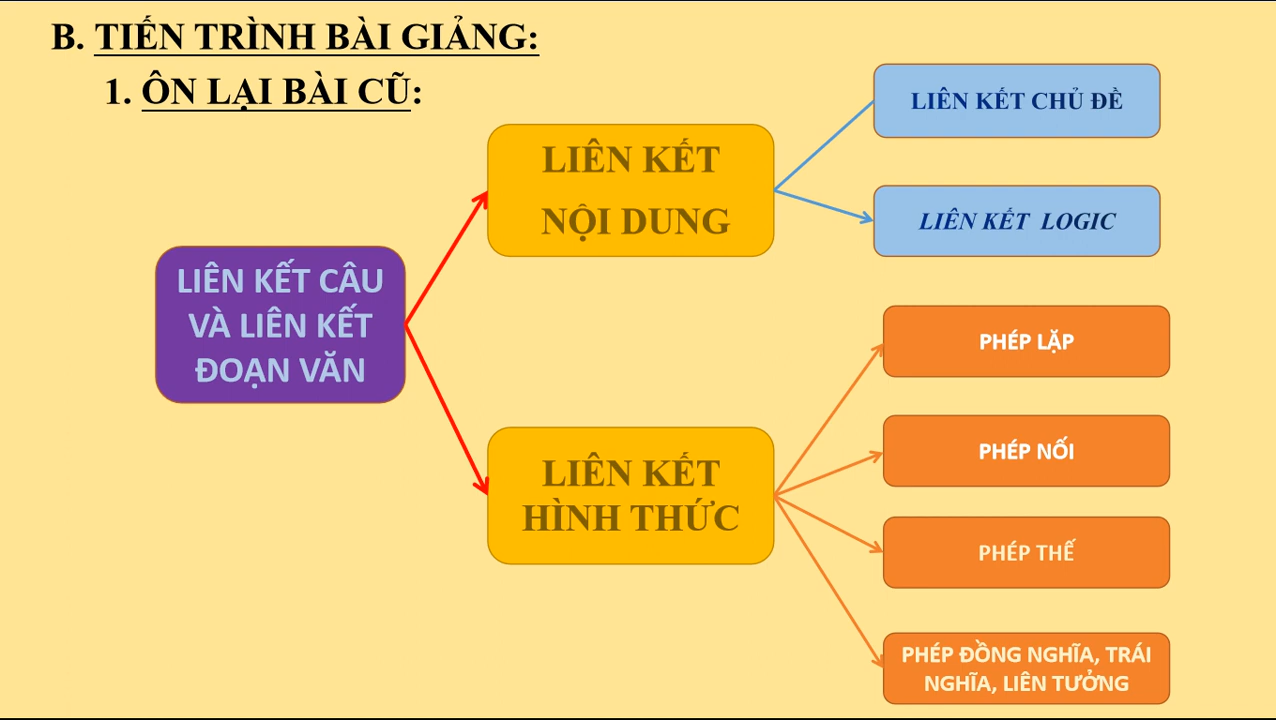 B. TIẾN TRÌNH BÀI GIẢNG:
1. ÔN LẠI BÀI CŨ:
LIÊN KẾT CÂU
VÀ LIÊN KẾT
ĐOẠN VĂN
LIÊN KẾT
NỘI DUNG
LIÊN KẾT CHỦ ĐỀ
LIÊN KẾT LOGIC
LIÊN KẾT
HÌNH THỨC
PHÉP LẶP
PHÉP NỐI
PHÉP THẾ
PHÉP ĐỒNG NGHĨA, TRÁI
NGHĨA, LIÊN TƯỞNG